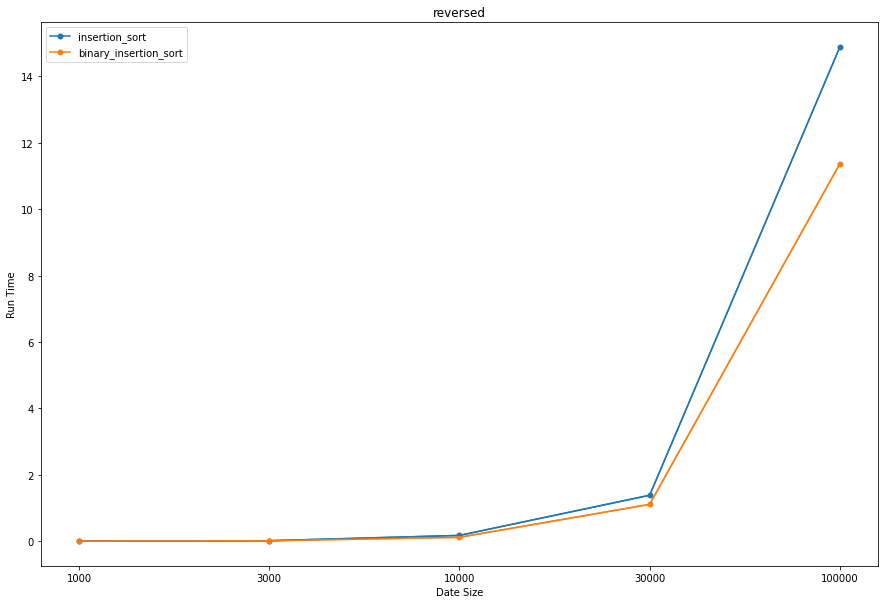 reversed
insertion_sort
binary_insertion_sort
14
12
10
8
6
4
2
0
Run Time
1000 3000 10000 30000 100000
Date Size